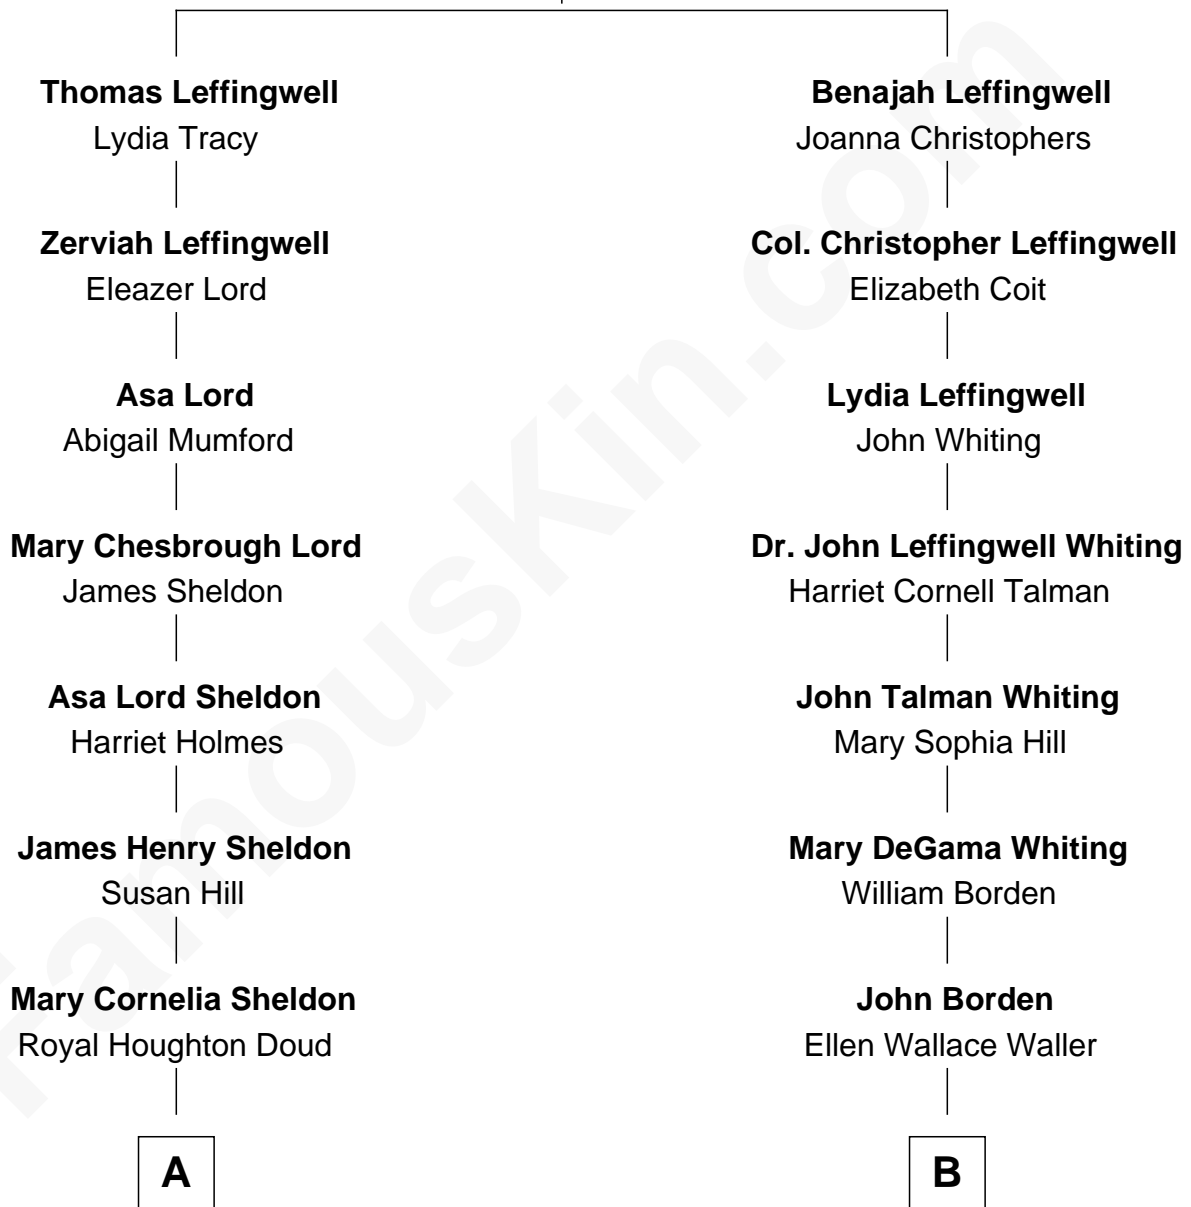 Thomas Leffingwell
Lydia Tracy
Zerviah Leffingwell
Eleazer Lord
Asa Lord
Abigail Mumford
Mary Chesbrough Lord
James Sheldon
Asa Lord Sheldon
Harriet Holmes
James Henry Sheldon
Susan Hill
Mary Cornelia Sheldon
Royal Houghton Doud
A
Benajah Leffingwell
Joanna Christophers
Col. Christopher Leffingwell
Elizabeth Coit
Lydia Leffingwell
John Whiting
Dr. John Leffingwell Whiting
Harriet Cornell Talman
John Talman Whiting
Mary Sophia Hill
Mary DeGama Whiting
William Borden
John Borden
Ellen Wallace Waller
B
FamousKin.com